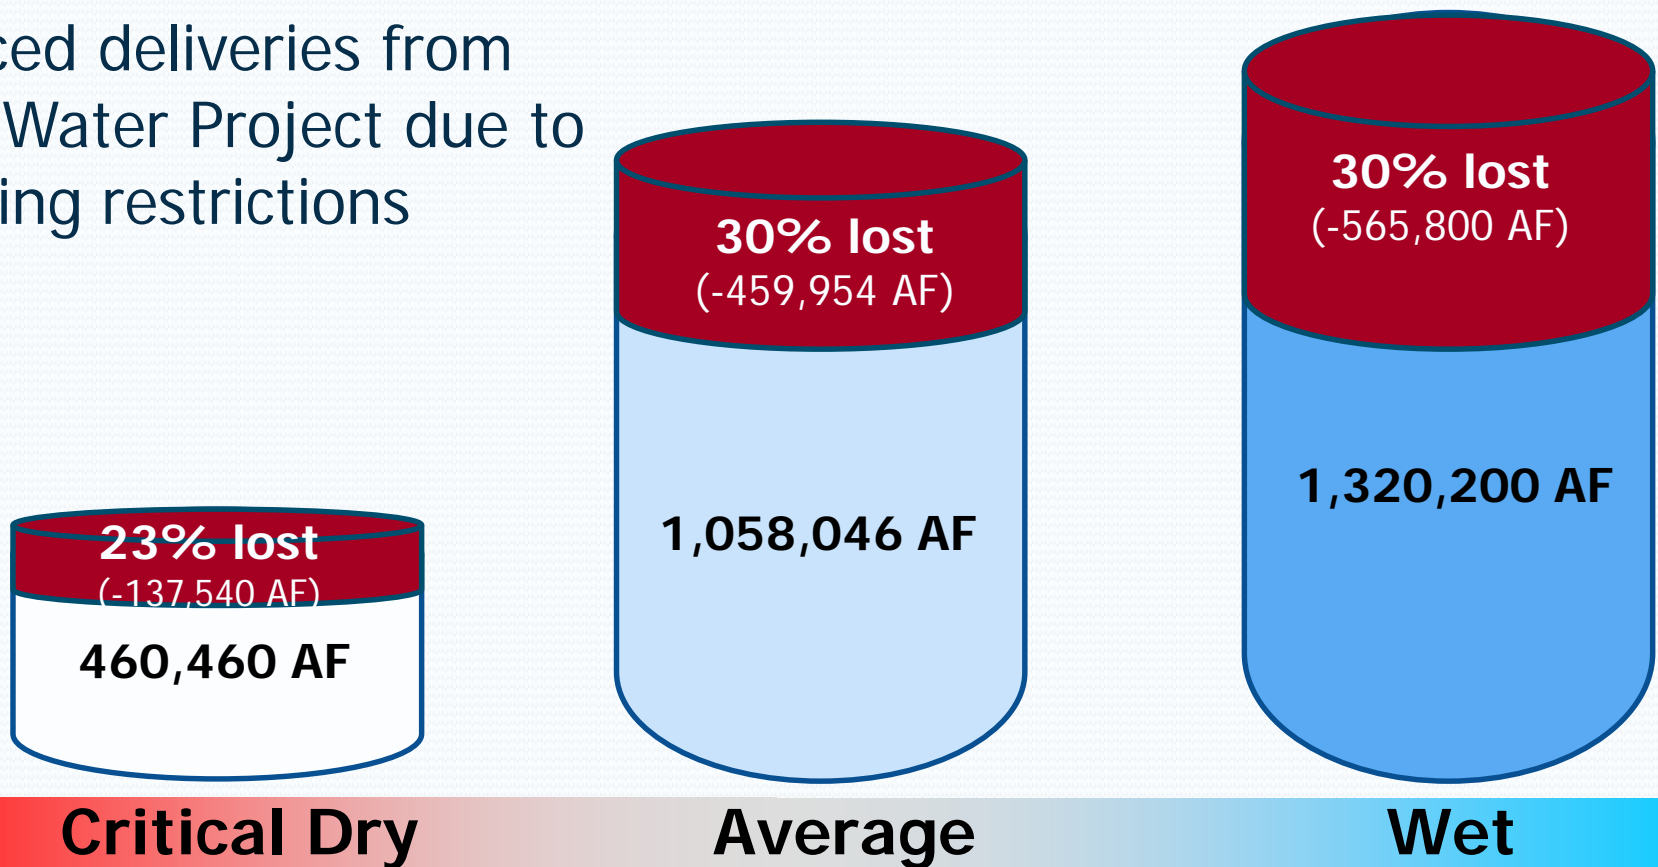 ced deliveries from
Water Project due to
ing restrictions
30% lost
(-565,800 AF)
30% lost
(-459,954 AF)
1,320,200 AF
1,058,046 AF
23% lost
(-137,540 AF)
460,460 AF
Critical Dry
Average
Wet